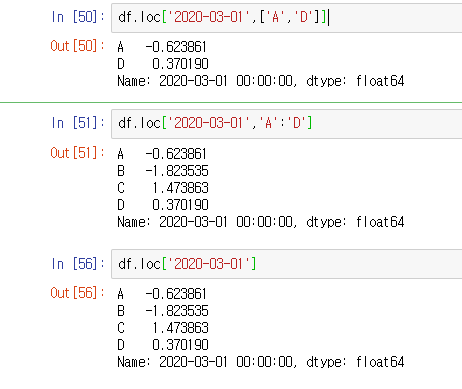 In [50]: df.loc['2020-03-01',['A','D']]
Out[50]: A   -0.623861
D    0.370190
Name: 2020-03-01 00:00:00, dtype: float64
In [51]: df.loc['2020-03-01','A':'D']
Out[51]: A   -0.623861
B   -1.823535
C    1.473863
D    0.370190
Name: 2020-03-01 00:00:00, dtype: float64
In [56]: df.loc['2020-03-01']
Out[56]: A   -0.623861
B   -1.823535
C    1.473863
D    0.370190
Name: 2020-03-01 00:00:00, dtype: float64